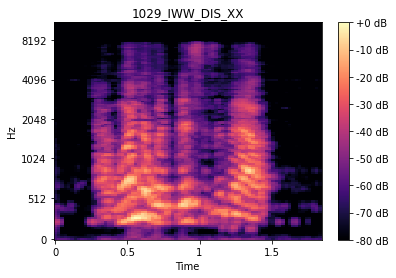 1029_IWW_DIS_XX
+0 dB
8192
-10 dB
4096
-20 dB
-30 dB
2048
Hz
-40 dB
1024
-50 dB
512
-60 dB
-70 dB
0
-80 dB
0
0.5
1
1.5
Time